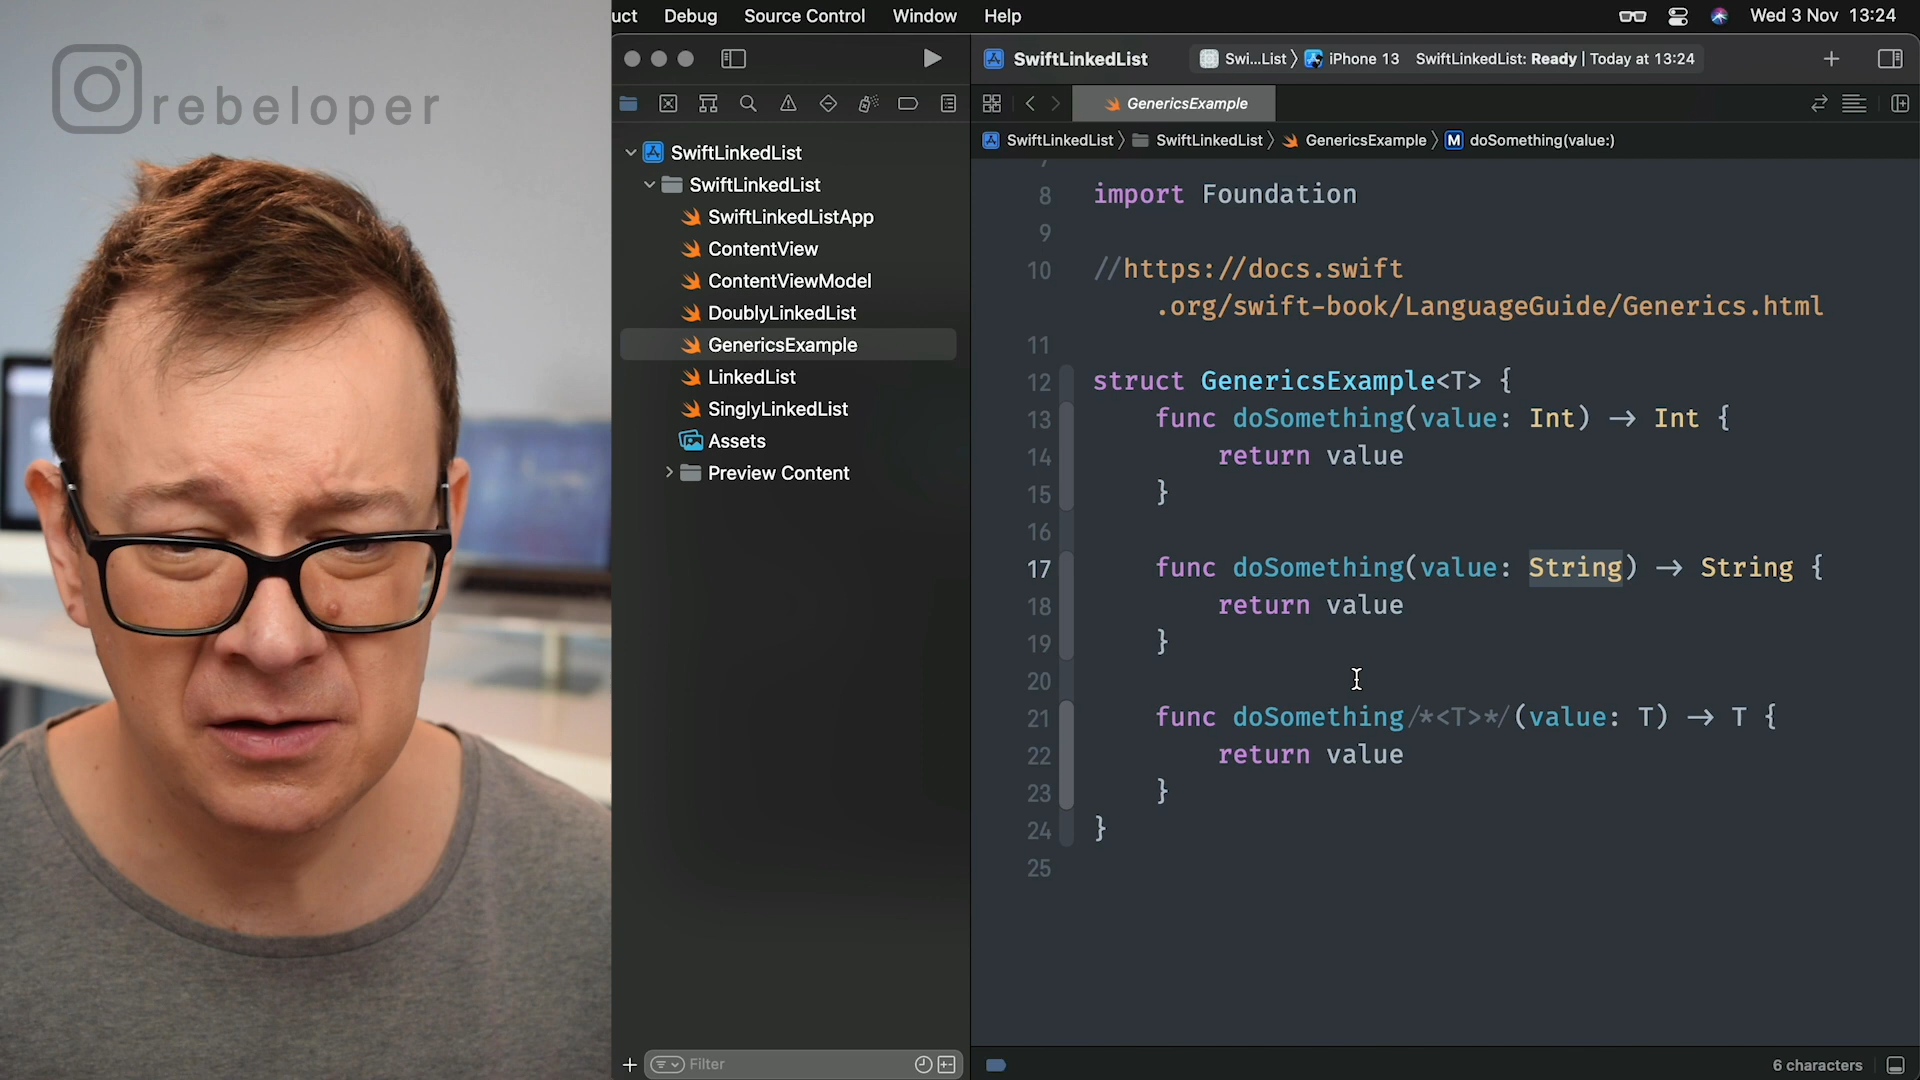 rebeloper
uct Debug Source Control Window Help
Wed 3 Nov 13:24
SwiftLinkedList
Swi...List 〉 iPhone 13 SwiftLinkedList: Ready | Today at 13:24
GenericsExample
SwiftLinkedList 〉 SwiftLinkedList 〉 GenericsExample 〉 M doSomething(value:)
SwiftLinkedList
SwiftLinkedList
SwiftLinkedListApp
ContentView
ContentViewModel
DoublyLinkedList
GenericsExample
LinkedList
SinglyLinkedList
Assets
Preview Content
Filter
8 import Foundation
9
10 //https://docs.swift
.org/swift-book/LanguageGuide/Generics.html
11
12 struct GenericsExample<T> {
13 func doSomething(value: Int) -> Int {
14 return value
15 }
16
17 func doSomething(value: String) -> String {
18 return value
19 }
20
21 func doSomething/*<T>*/(value: T) -> T {
22 return value
23 }
24 }
25
6 characters